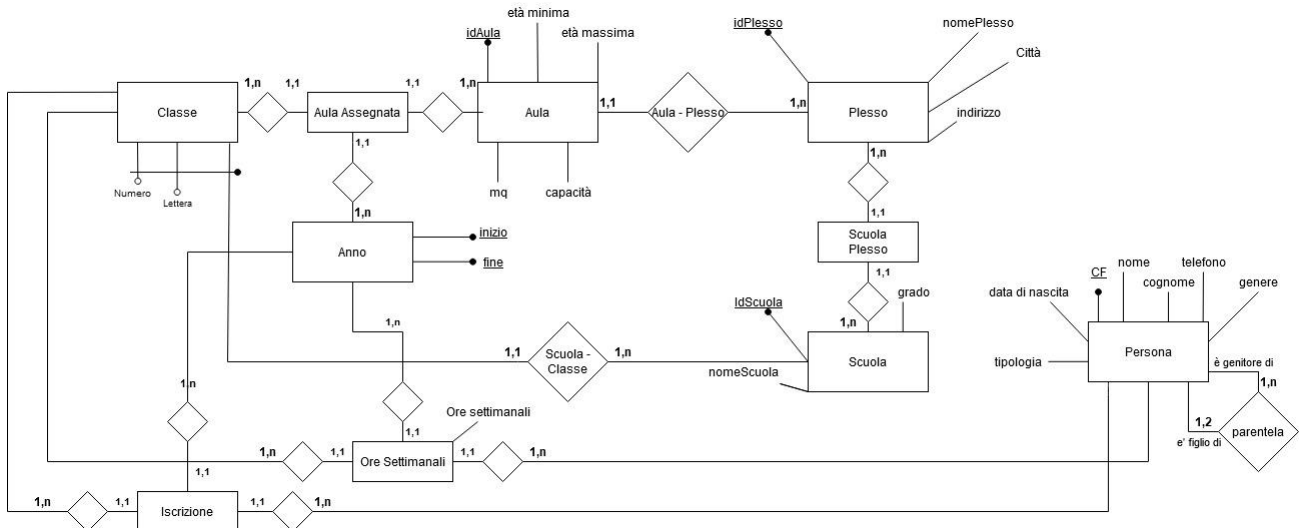 età minima
idAula
età massima
idPlesso
nomePlesso
Città
indirizzo
1,n
1,1
1,1
1,n
1,1
1,n
Classe
Aula Assegnata
Aula
Aula - Plesso
Plesso
Numero
Lettera
1,1
mq
capacità
1,n
1,n
1,1
Scuola
Plesso
1,1
Anno
inizio
fine
IdScuola
grado
1,n
CF
nome
telefono
cognome
genere
data di nascita
1,n
1,1
Scuola -
Classe
1,n
Scuola
nomeScuola
Persona
tipologia
è genitore di
1,n
1,n
1,2
e' figlio di
parentela
Ore settimanali
1,1
1,n
1,1
Ore Settimanali
1,1
1,n
1,1
1,n
1,1
Iscrizione
1,1
1,n